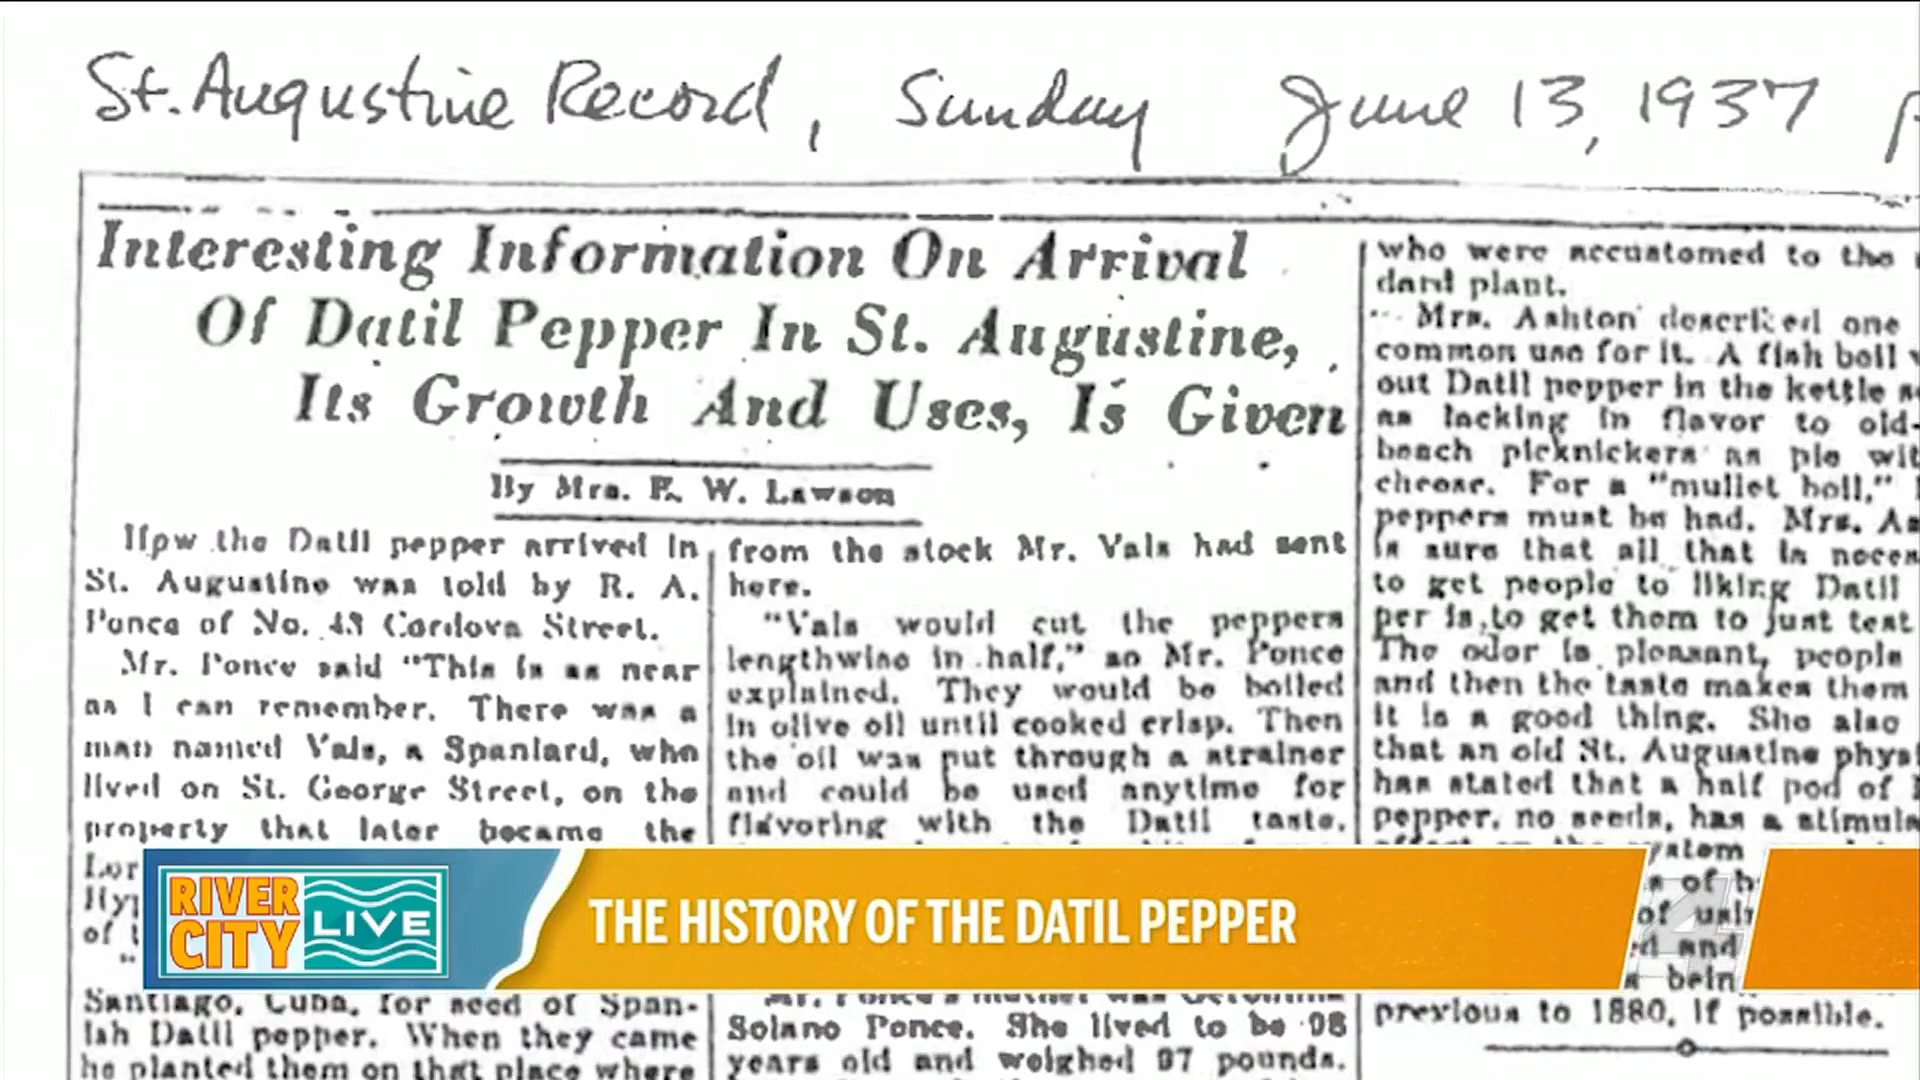 St. Augustine Record, Sunday June 13, 1937
Interesting Information On Arrival
Of Datil Pepper In St. Augustine,
Its Growth And Uses, Is Given
By Mrs. E. W. Lawson
How the Datil pepper arrived in
St. Augustine was told by R. A.
Ponce of No. 48 Cordova Street.
Mr. Ponce said "This is as near
as I can remember. There was a
man named Vals, a Spaniard, who
lived on St. George Street, on the
property that later became the
of
Santiago, Cuba, for seed of Span-
ish Datil pepper. When they came
he planted them on that place where
from the stock Mr. Vals had sent
here.
"Vals would cut the peppers
lengthwise in half," so Mr. Ponce
explained. They would be boiled
in olive oil until cooked crisp. Then
the oil was put through a strainer
and could be used anytime for
flavoring with the Datil taste.
Mr. Ponce's mother was Geronima
Solano Ponce. She lived to be 98
years old and weighed 97 pounds.
who were accustomed to the
dard plant.
Mrs. Ashton described one
common use for it. A fish boil
out Datil pepper in the kettle
as lacking in flavor to old-
beach picknickers as pie
cheese. For a "mullet boil,"
peppers must be had. Mrs.
is sure that all that is
to get people to liking Datil
per is to get them to just
The odor is pleasant, people
and then the taste makes them
it is a good thing. She also
that an old St. Augustine
has stated that a half pod of
pepper, no seeds, has a
of
of
and
previous to 1880, if possible.
RIVER
CITY
LIVE
THE HISTORY OF THE DATIL PEPPER
4